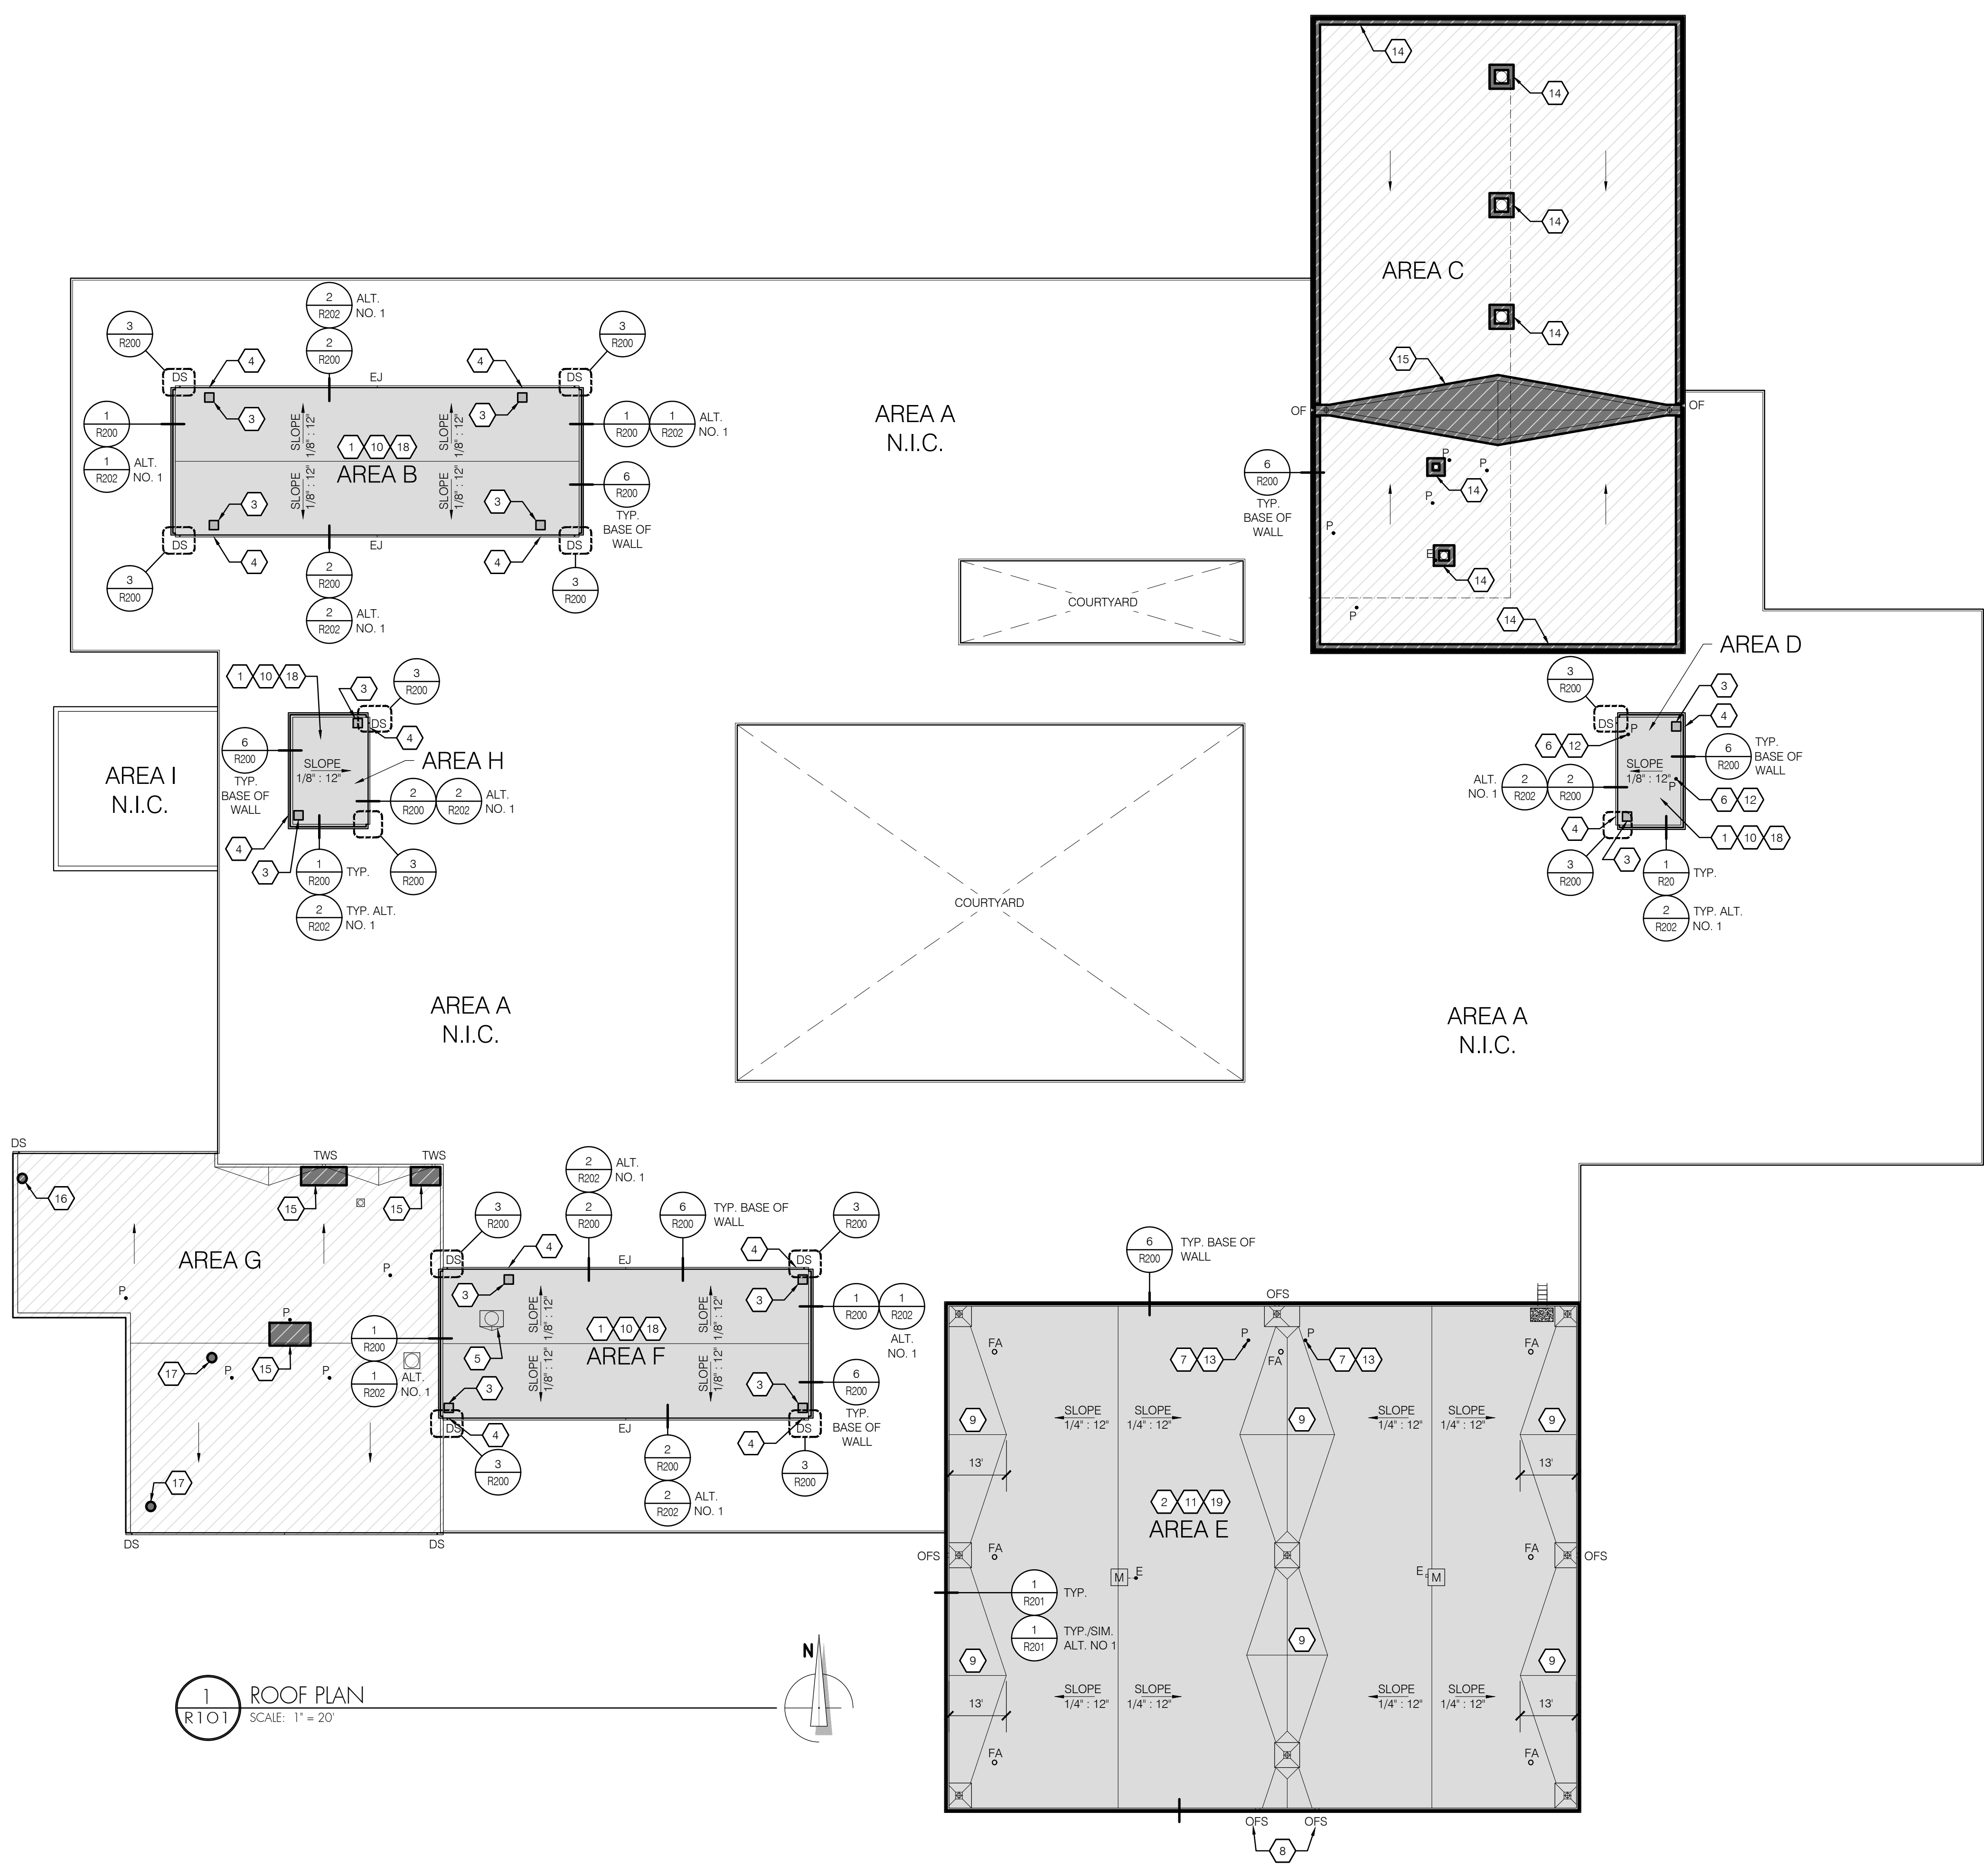 14
14
14
AREA C
14
15
OF
OF
P
P
14
P
P
E
14
P
14
6
R200
TYP.
BASE OF
WALL
2
R202
ALT.
NO. 1
2
R200
3
R200
3
R200
4
4
DS
EJ
DS
3
3
1
R200
1
R202
ALT.
NO. 1
SLOPE
1/8" : 12"
SLOPE
1/8" : 12"
1
10
18
AREA B
SLOPE
1/8" : 12"
SLOPE
1/8" : 12"
1
R200
1
R202
ALT.
NO. 1
6
R200
TYP.
BASE OF
WALL
3
3
DS
EJ
DS
4
4
3
R200
2
R200
2
R202
ALT.
NO. 1
3
R200
AREA A
N.I.C.
COURTYARD
1
10
18
3
3
R200
DS
4
6
R200
TYP.
BASE OF
WALL
SLOPE
1/8" : 12"
AREA H
2
R200
2
R202
ALT.
NO. 1
4
3
1
R200
TYP.
2
R202
TYP. ALT.
NO. 1
3
R200
AREA I
N.I.C.
COURTYARD
AREA D
3
R200
DS
P
3
4
6
12
6
R200
TYP.
BASE OF
WALL
ALT.
NO. 1
2
R202
2
R200
SLOPE
1/8" : 12"
P
6
12
4
1
10
18
3
R200
3
1
R20
TYP.
2
R202
TYP. ALT.
NO. 1
AREA A
N.I.C.
AREA A
N.I.C.
DS
TWS
TWS
16
15
15
AREA G
P
P
P
15
17
P
P
17
DS
DS
2
R202
ALT.
NO. 1
3
R200
2
R200
6
R200
TYP. BASE OF
WALL
3
R200
4
4
DS
EJ
DS
3
3
SLOPE
1/8" : 12"
SLOPE
1/8" : 12"
1
10
18
AREA F
5
SLOPE
1/8" : 12"
SLOPE
1/8" : 12"
1
R200
1
R202
ALT.
NO. 1
1
R200
1
R202
ALT.
NO. 1
6
R200
TYP.
BASE OF
WALL
3
3
DS
EJ
DS
4
4
3
R200
2
R200
2
R202
ALT.
NO. 1
3
R200
6
R200
TYP. BASE OF
WALL
OFS
FA
P
P
FA
FA
7
13
7
13
9
SLOPE
1/4" : 12"
SLOPE
1/4" : 12"
9
SLOPE
1/4" : 12"
SLOPE
1/4" : 12"
9
13'
13'
2
11
19
AREA E
OFS
FA
FA
OFS
M
E
E
M
1
R201
TYP.
1
R201
TYP./SIM.
ALT. NO 1
9
9
9
SLOPE
1/4" : 12"
SLOPE
1/4" : 12"
SLOPE
1/4" : 12"
SLOPE
1/4" : 12"
13'
13'
FA
FA
OFS
OFS
8
1
R101
ROOF PLAN
SCALE: 1" = 20'
N